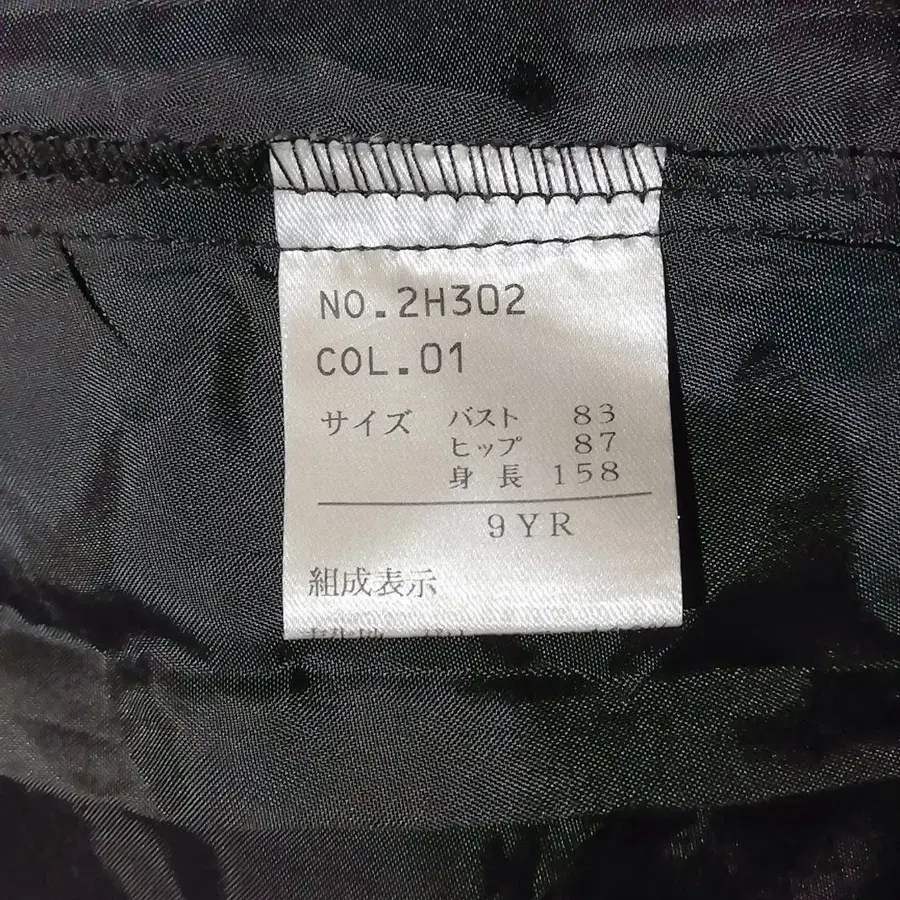 NO.2H302
COL.01
サイズ バスト 83
ヒップ 87
身長 158
9YR
組成表示